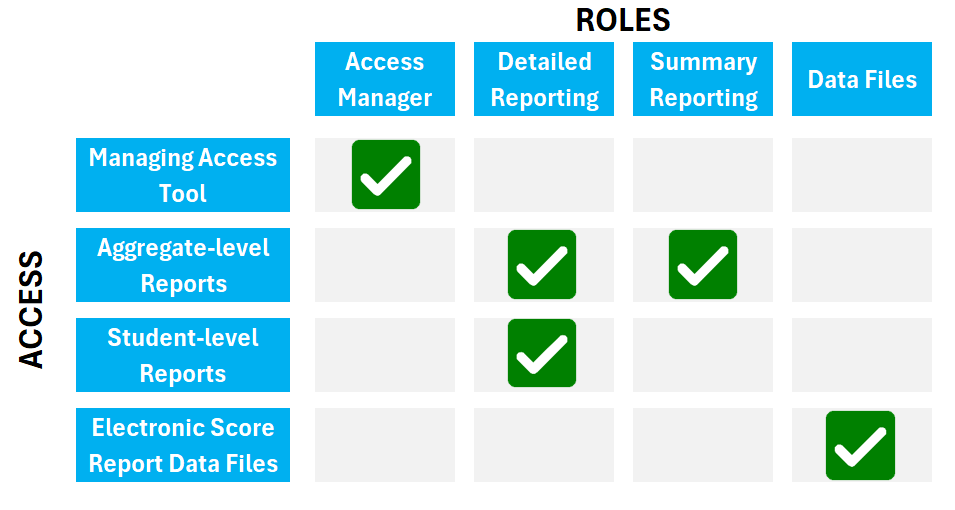 ROLES
Access
Manager
Detailed
Reporting
Summary
Reporting
Data Files
ACCESS
Managing Access
Tool
Aggregate-level
Reports
Student-level
Reports
Electronic Score
Report Data Files